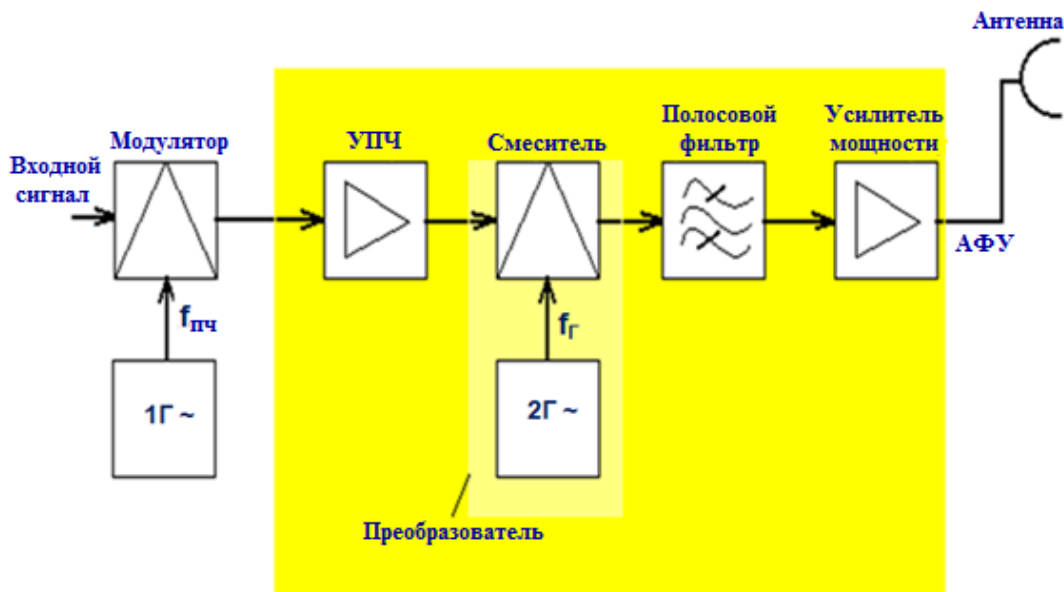 Антенна
Полосовой
фильтр
Усилитель
мощности
Модулятор
УПЧ
Смеситель
Входной
сигнал
АФУ
fпч
fГ
1Г ~
2Г ~
Преобразователь